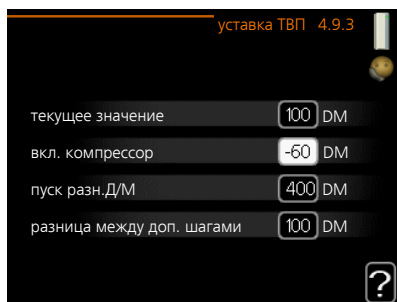 уставка ТВП 4.9.3
текущее значение 100 DM
вкл. компрессор -60 DM
пуск разн.Д/М 400 DM
разница между доп. шагами 100 DM
?